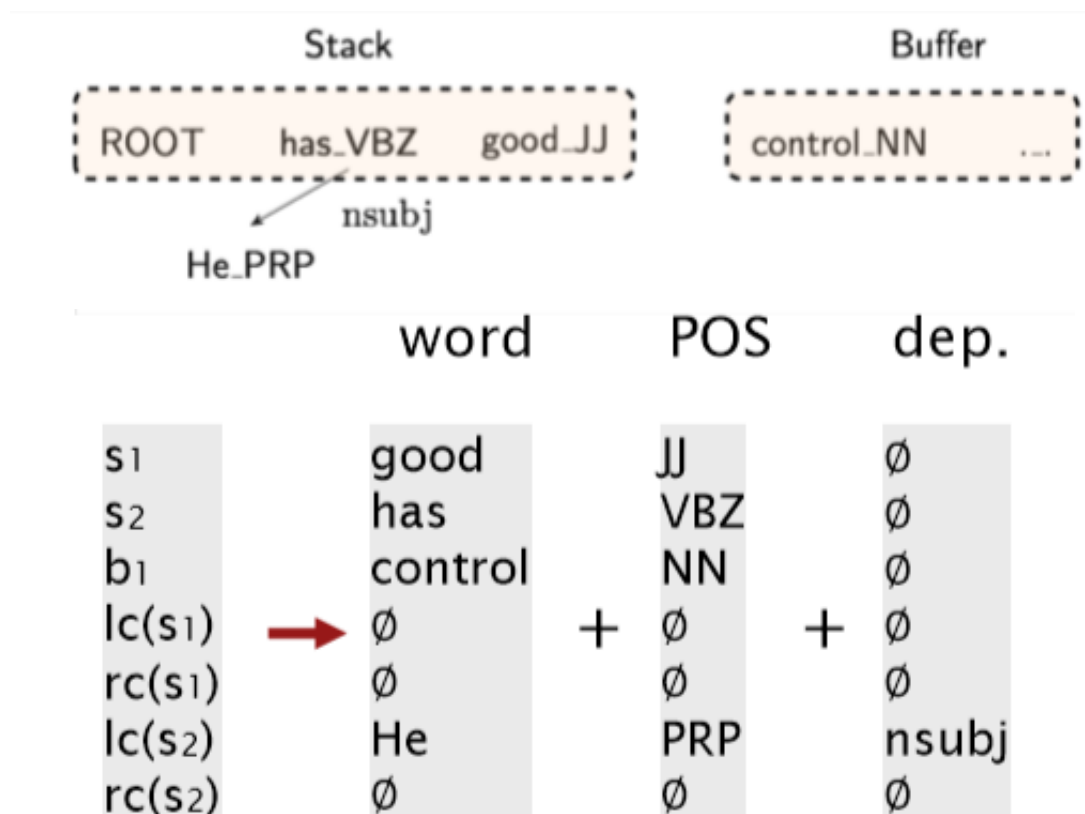 Stack Buffer
ROOT has_VBZ good_JJ control_NN ...
nsubj
He_PRP
word POS dep.
s1 good JJ ∅
s2 has VBZ ∅
b1 control NN ∅
lc(s1) ∅ + ∅ + ∅
rc(s1) ∅ ∅ ∅
lc(s2) He PRP nsubj
rc(s2) ∅ ∅ ∅